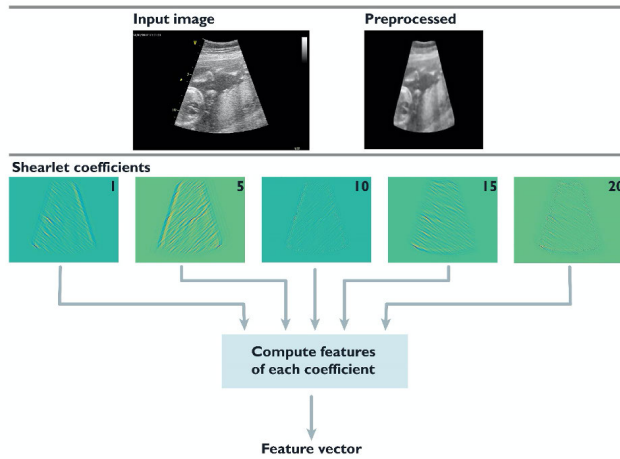 Input image
Preprocessed
Shearlet coefficients
1
5
10
15
20
Compute features
of each coefficient
Feature vector